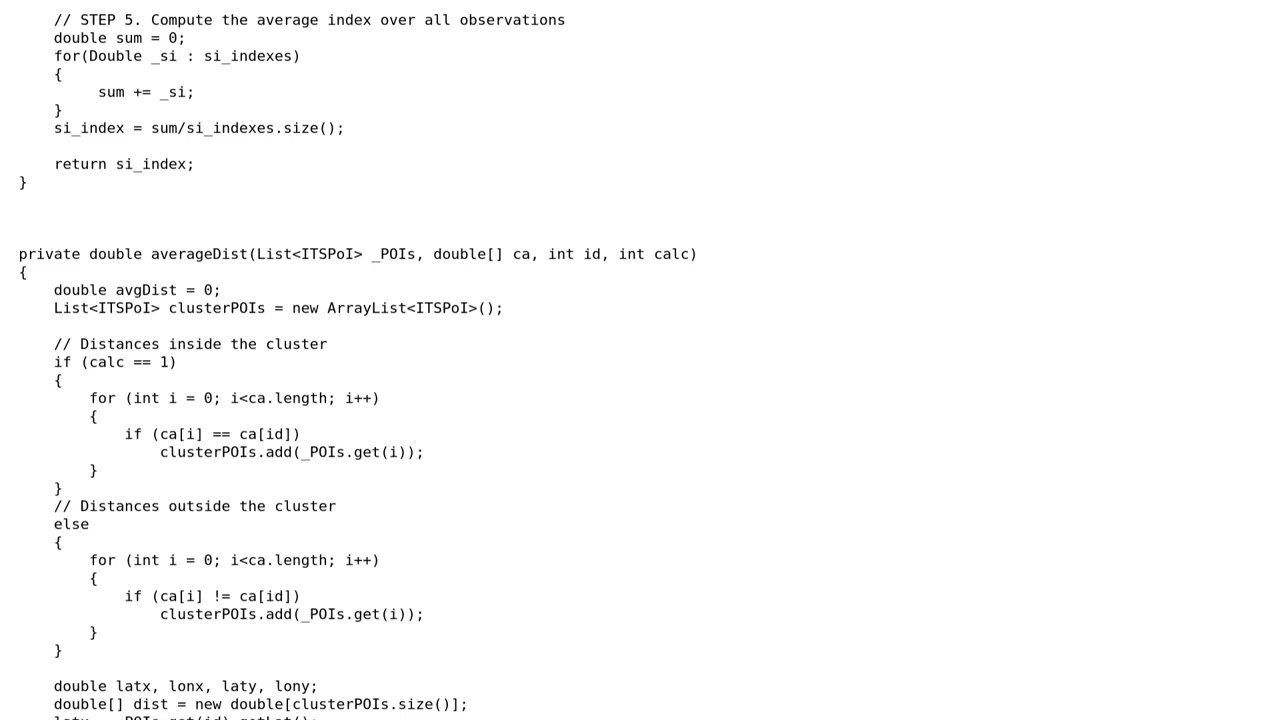 // STEP 5. Compute the average index over all observations
double sum = 0;
for(Double _si : si_indexes)
{
sum += _si;
}
si_index = sum/si_indexes.size();
return si_index;
}
private double averageDist(List<ITSPoI> _POIs, double[] ca, int id, int calc)
{
double avgDist = 0;
List<ITSPoI> clusterPOIs = new ArrayList<ITSPoI>();
// Distances inside the cluster
if (calc == 1)
{
for (int i = 0; i<ca.length; i++)
{
if (ca[i] == ca[id])
clusterPOIs.add(_POIs.get(i));
}
}
// Distances outside the cluster
else
{
for (int i = 0; i<ca.length; i++)
{
if (ca[i] != ca[id])
clusterPOIs.add(_POIs.get(i));
}
}
double latx, lonx, laty, lony;
double[] dist = new double[clusterPOIs.size()];